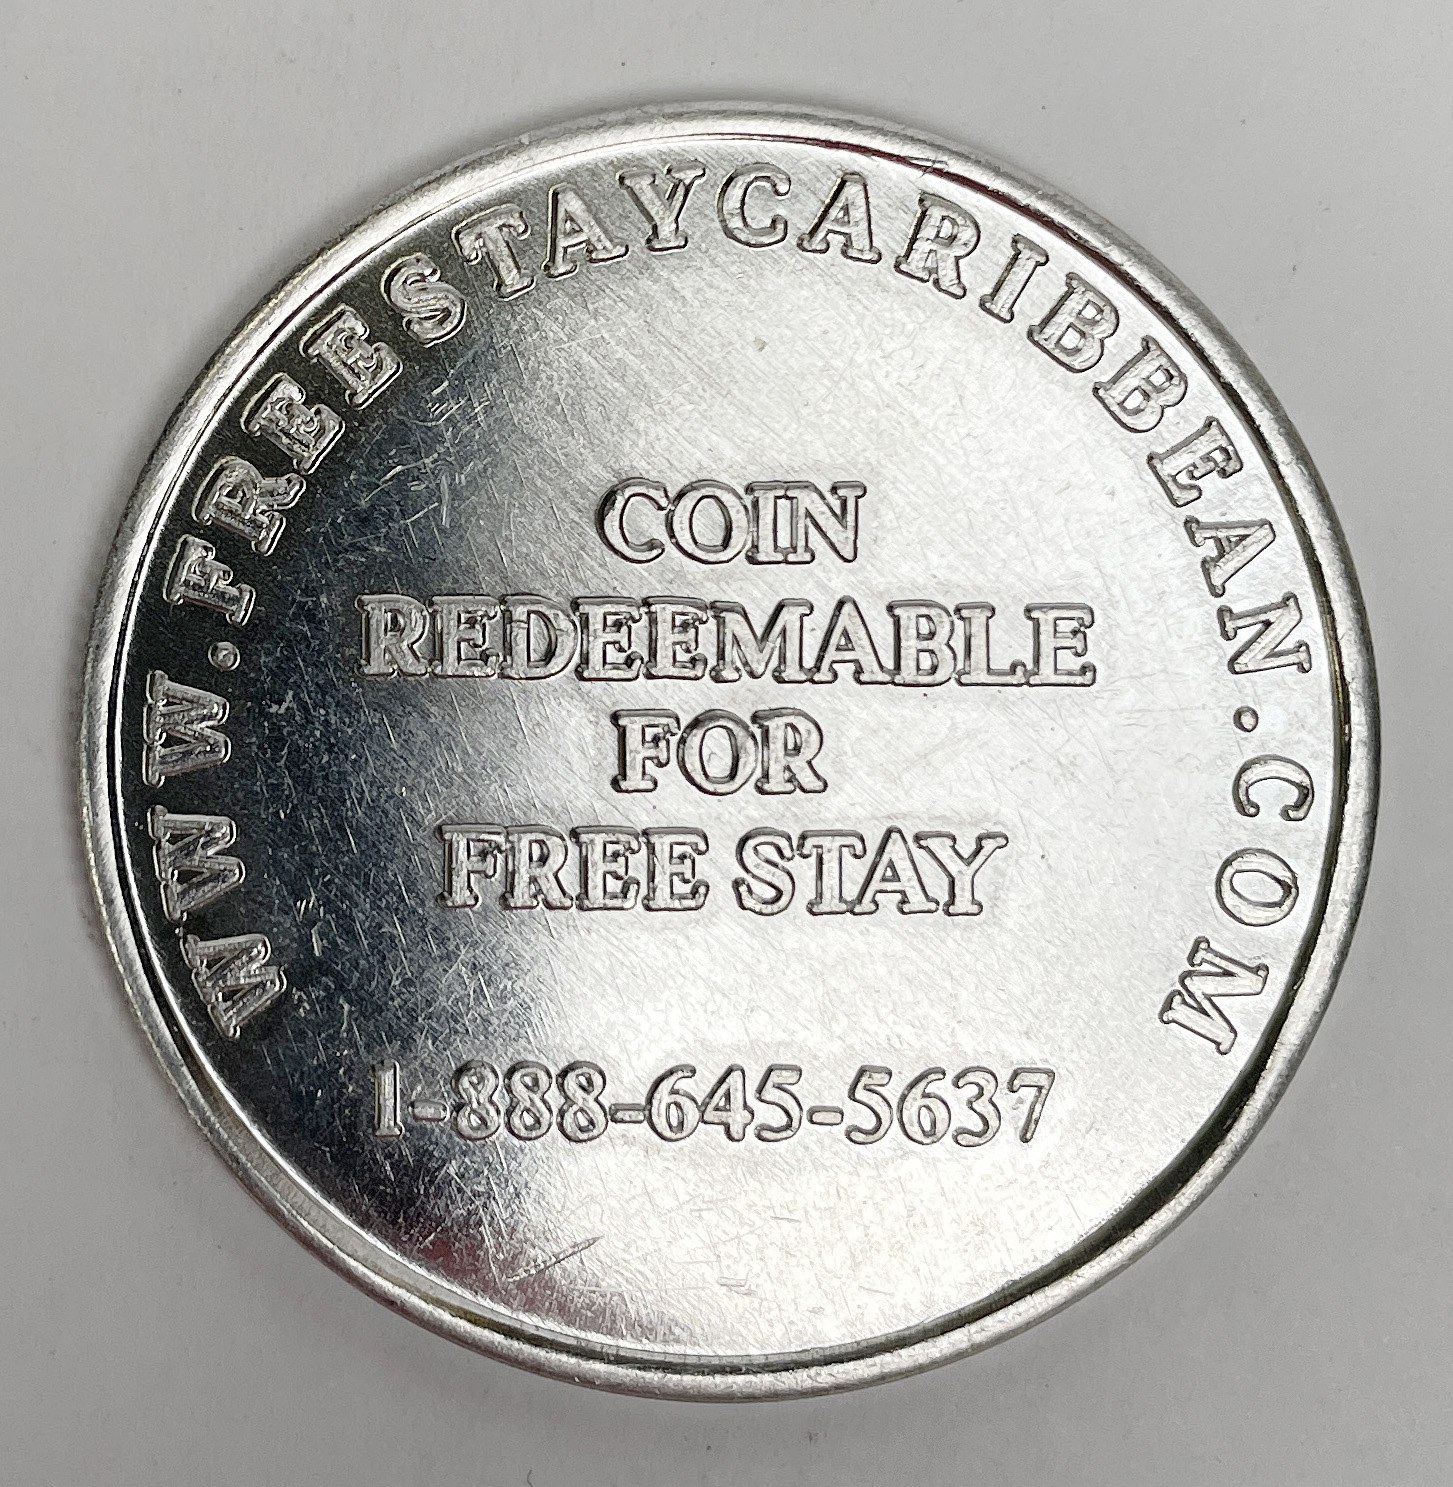 WWW.FREESTAYCARIBBEAN.COM
COIN
REDEEMABLE
FOR
FREE STAY
1-888-645-5637